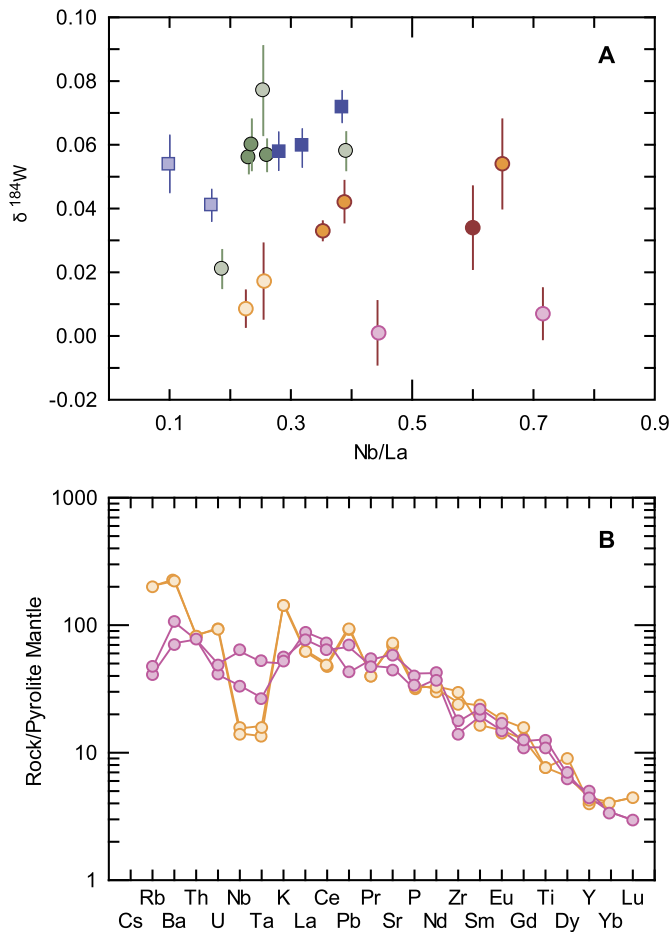 0.10
A
0.08
0.06
δ ¹⁸⁴W
0.04
0.02
0.00
-0.02
0.1 0.3 0.5 0.7 0.9
Nb/La
1000
B
100
Rock/Pyrolite Mantle
10
1
Rb Th Nb K Ce Pr P Zr Eu Ti Y Lu
Cs Ba U Ta La Pb Sr Nd Sm Gd Dy Yb